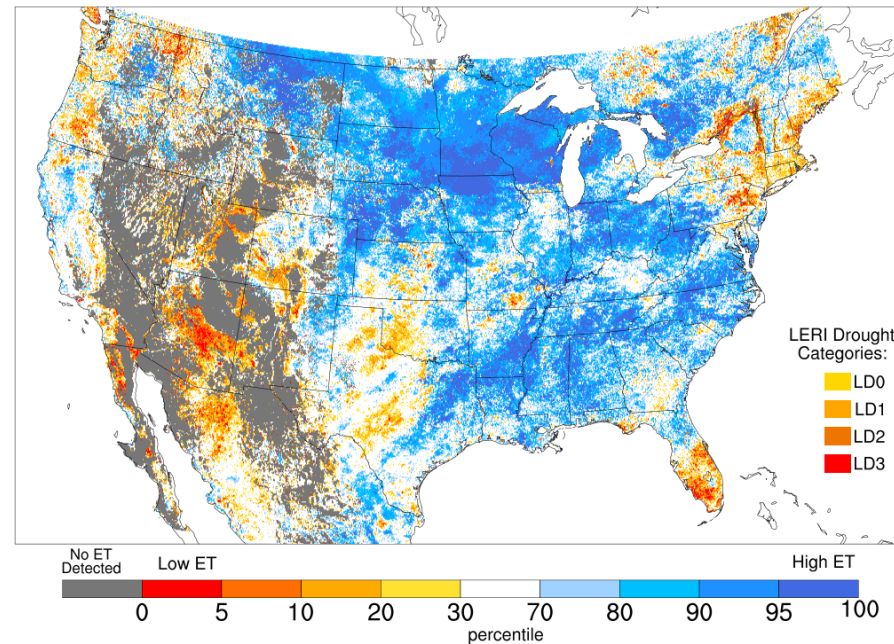 LERI Drought
Categories:
LD0
LD1
LD2
LD3
No ET
Detected
Low ET
High ET
0 5 10 20 30 70 80 90 95 100
percentile